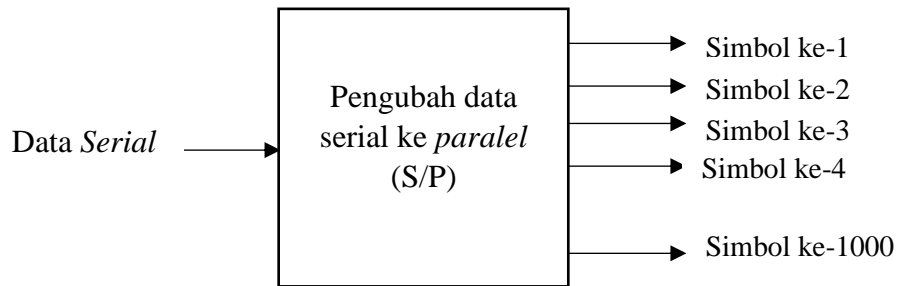 Data Serial
Pengubah data
serial ke paralel
(S/P)
Simbol ke-1
Simbol ke-2
Simbol ke-3
Simbol ke-4
Simbol ke-1000